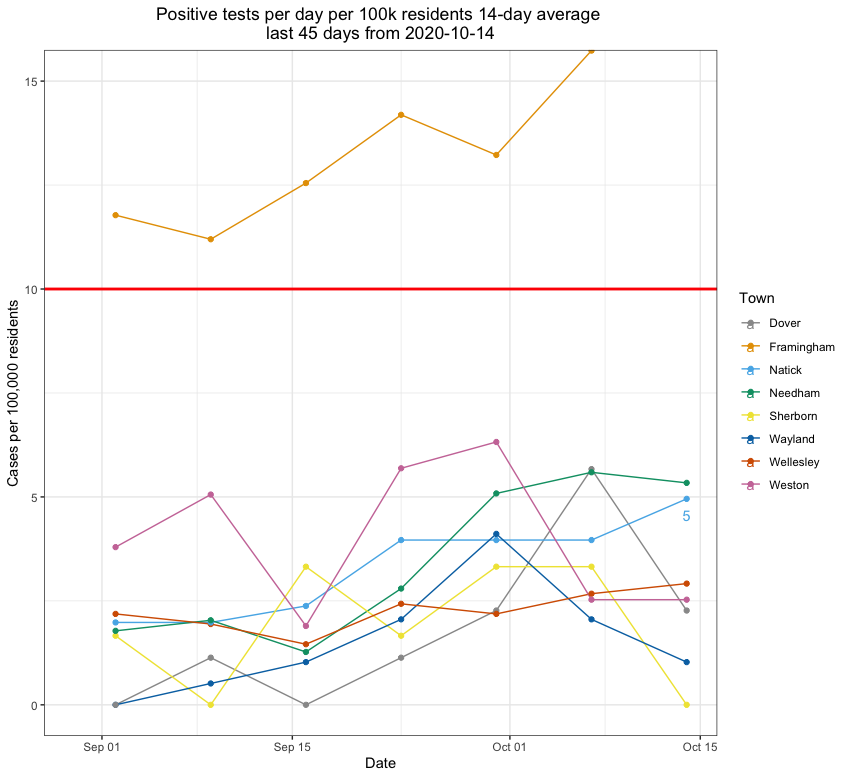 Positive tests per day per 100k residents 14-day average
last 45 days from 2020-10-14
Cases per 100,000 residents
15
10
5
0
5
Sep 01
Sep 15
Oct 01
Oct 15
Date
Town
a Dover
a Framingham
a Natick
a Needham
a Sherborn
a Wayland
a Wellesley
a Weston